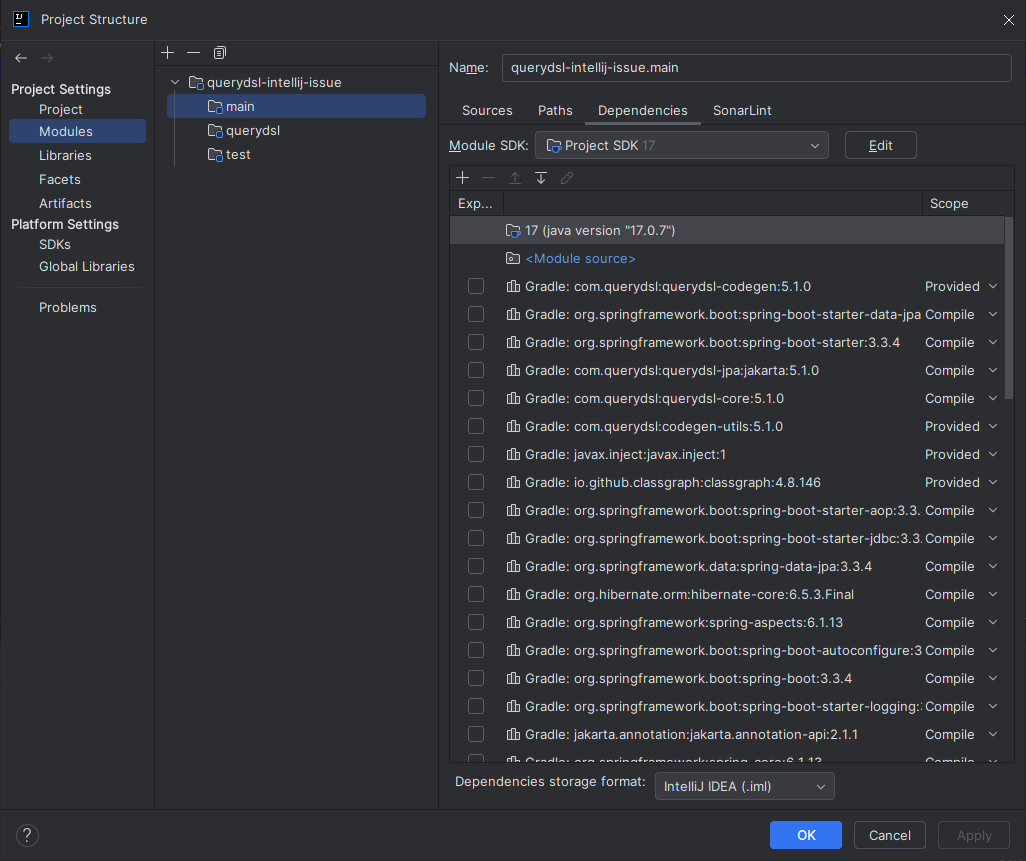 Project Structure
Project Settings
Project
Modules
Libraries
Facets
Artifacts
Platform Settings
SDKs
Global Libraries
Problems
querydsl-intellij-issue
main
querydsl
test
Name: querydsl-intellij-issue.main
Sources Paths Dependencies SonarLint
Module SDK: Project SDK 17 Edit
Exp... Scope
17 (java version "17.0.7")
<Module source>
Gradle: com.querydsl:querydsl-codegen:5.1.0 Provided
Gradle: org.springframework.boot:spring-boot-starter-data-jpa Compile
Gradle: org.springframework.boot:spring-boot-starter:3.3.4 Compile
Gradle: com.querydsl:querydsl-jpa:jakarta:5.1.0 Compile
Gradle: com.querydsl:querydsl-core:5.1.0 Compile
Gradle: com.querydsl:codegen-utils:5.1.0 Provided
Gradle: javax.inject:javax.inject:1 Provided
Gradle: io.github.classgraph:classgraph:4.8.146 Provided
Gradle: org.springframework.boot:spring-boot-starter-aop:3.3. Compile
Gradle: org.springframework.boot:spring-boot-starter-jdbc:3.3. Compile
Gradle: org.springframework.data:spring-data-jpa:3.3.4 Compile
Gradle: org.hibernate.orm:hibernate-core:6.5.3.Final Compile
Gradle: org.springframework:spring-aspects:6.1.13 Compile
Gradle: org.springframework.boot:spring-boot-autoconfigure:3 Compile
Gradle: org.springframework.boot:spring-boot:3.3.4 Compile
Gradle: org.springframework.boot:spring-boot-starter-logging: Compile
Gradle: jakarta.annotation:jakarta.annotation-api:2.1.1 Compile
Gradle: org.springframework:spring-core:6.1.13 Compile
Dependencies storage format: IntelliJ IDEA (.iml)
? OK Cancel Apply